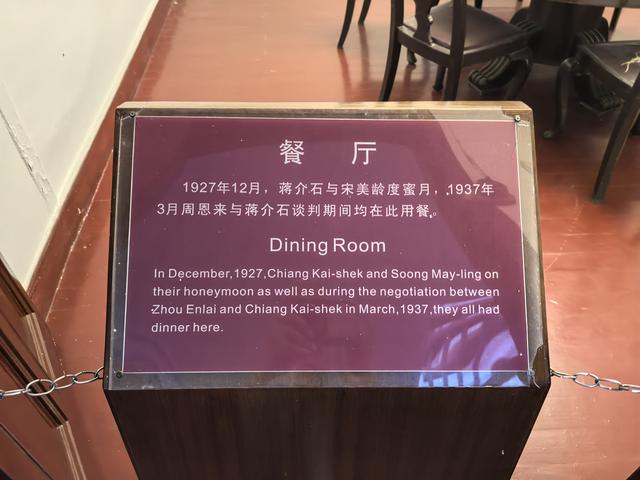 餐 厅
1927年12月，蒋介石与宋美龄度蜜月，1937年
3月周恩来与蒋介石谈判期间均在此用餐。
Dining Room
In December,1927,Chiang Kai-shek and Soong May-ling on
their honeymoon as well as during the negotiation between
Zhou Enlai and Chiang Kai-shek in March,1937,they all had
dinner here.